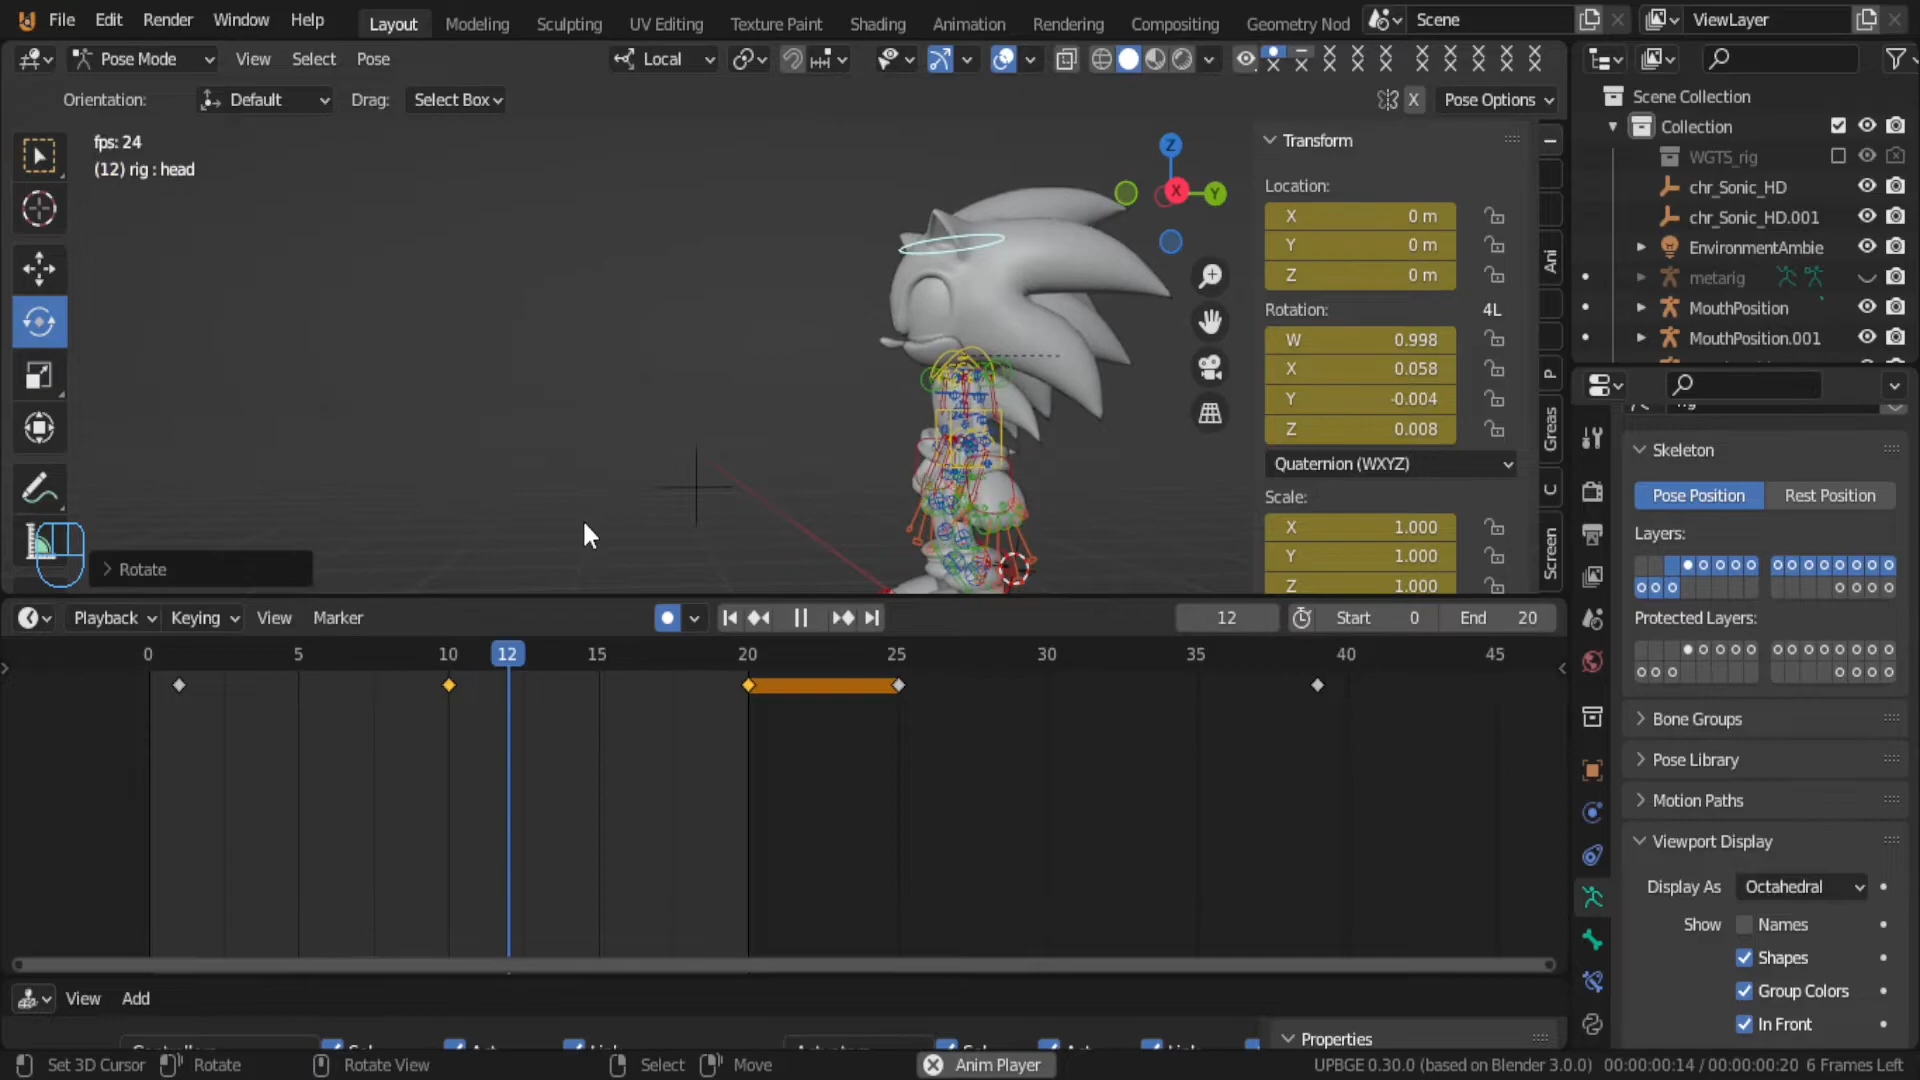 File Edit Render Window Help Layout Modeling Sculpting UV Editing Texture Paint Shading Animation Rendering Compositing Geometry Nod Scene ViewLayer
Pose Mode View Select Pose Local
Orientation: Default Drag: Select Box X Pose Options
fps: 24
(12) rig : head
Z
X
Y
Transform
Location:
X 0 m
Y 0 m
Z 0 m
Rotation: 4L
W 0.998
X 0.058
Y -0.004
Z 0.008
Quaternion (WXYZ)
Scale:
X 1.000
Y 1.000
Z 1.000
Ani
P
Greas
C
Screen
Rotate
Scene Collection
Collection
WGTS_rig
chr_Sonic_HD
chr_Sonic_HD.001
EnvironmentAmbie
metarig
MouthPosition
MouthPosition.001
Skeleton
Pose Position Rest Position
Layers:
Protected Layers:
Bone Groups
Pose Library
Motion Paths
Viewport Display
Display As Octahedral
Show Names
Shapes
Group Colors
In Front
Playback Keying View Marker 12 Start 0 End 20
0 5 10 12 15 20 25 30 35 40 45
View Add
Properties
Set 3D Cursor Rotate Rotate View Select Move Anim Player UPBGE 0.30.0 (based on Blender 3.0.0) 00:00:00:14 / 00:00:00:20 6 Frames Left